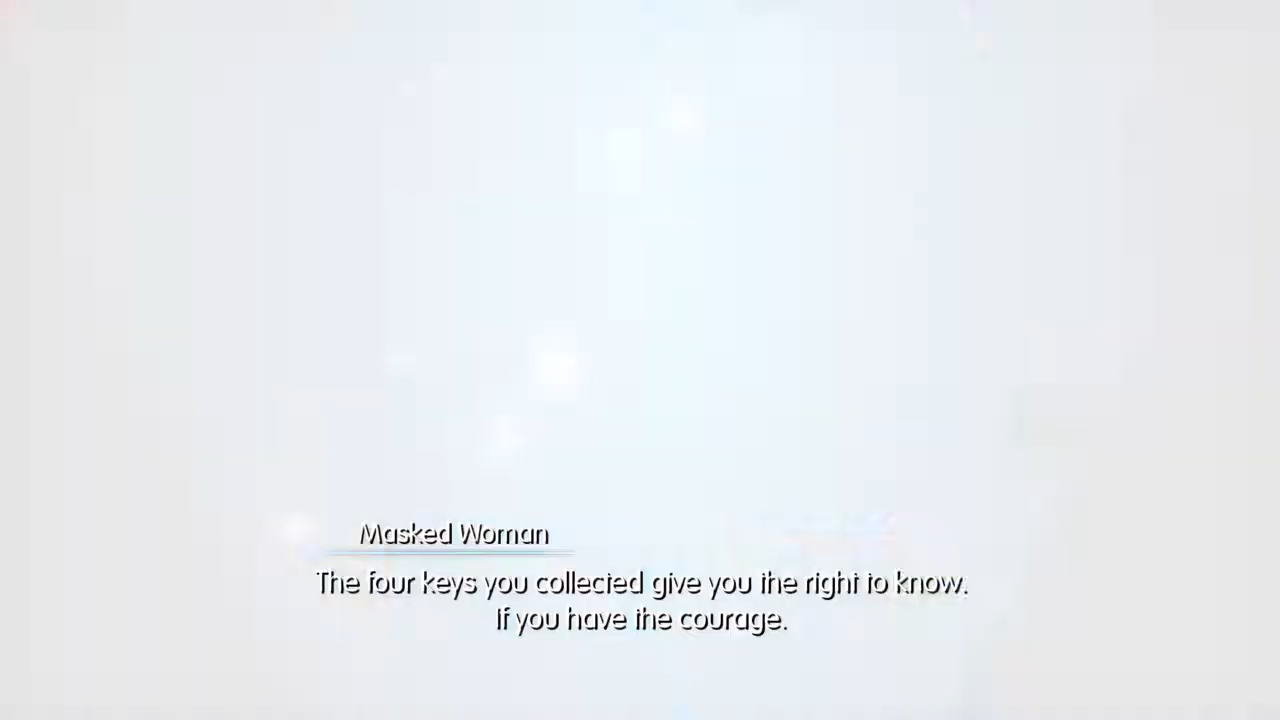 Masked Woman
The four keys you collected give you the right to know.
If you have the courage.